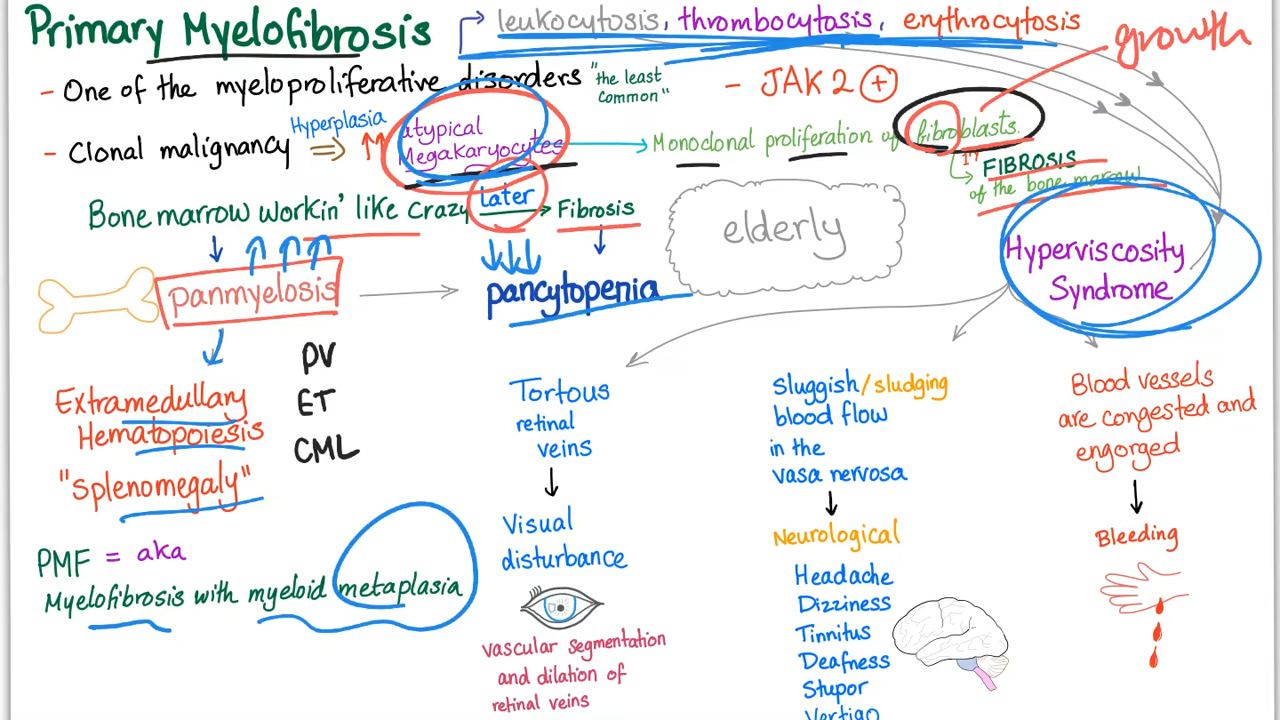 Primary Myelofibrosis
leukocytosis, thrombocytosis, erythrocytosis
growth
- One of the myeloproliferative disorders "the least
common"
- JAK 2 +
- Clonal malignancy Hyperplasia ⇒ ↑↑ atypical
Megakaryocytes
Monoclonal proliferation of fibroblasts.
↑↑
FIBROSIS
of the bone marrow
Bone marrow workin' like crazy later Fibrosis
elderly
panmyelosis
pancytopenia
Hyperviscosity
Syndrome
PV
ET
CML
Extramedullary
Hematopoiesis
"Splenomegaly"
PMF = aka
Myelofibrosis with myeloid metaplasia
Tortous
retinal
veins
Visual
disturbance
vascular segmentation
and dilation of
retinal veins
Sluggish/sludging
blood flow
in the
vasa nervosa
Neurological
Headache
Dizziness
Tinnitus
Deafness
Stupor
Vertigo
Blood vessels
are congested and
engorged
Bleeding